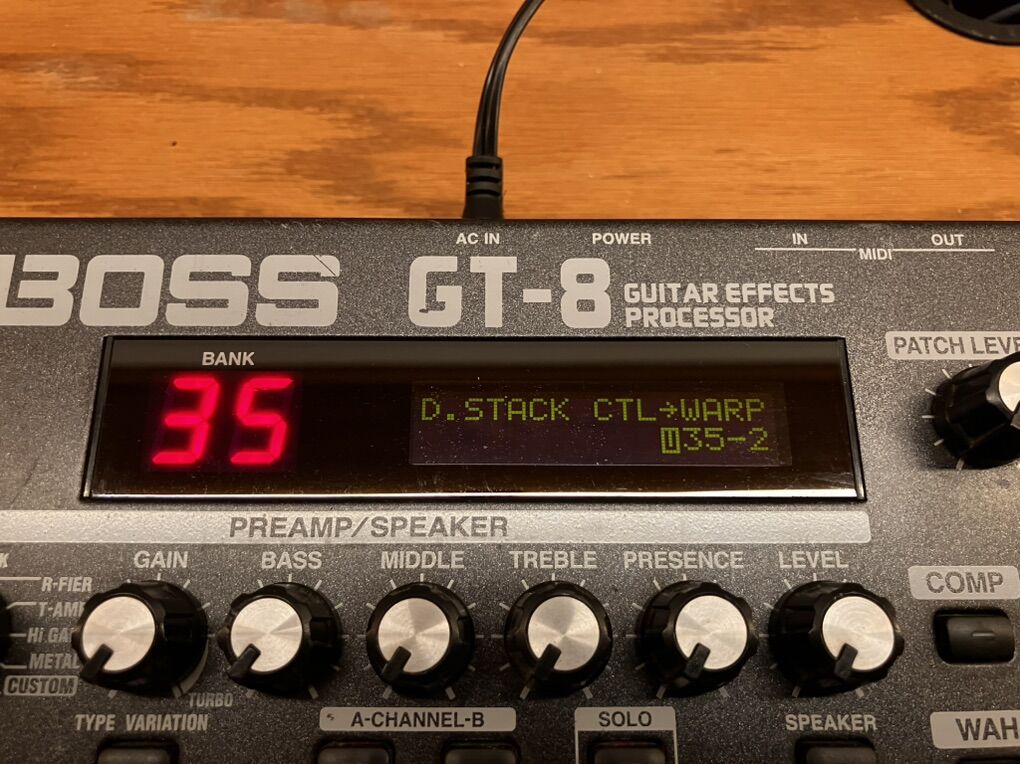 AC IN POWER IN MIDI OUT
BOSS GT-8 GUITAR EFFECTS
PROCESSOR
PATCH LEVE
BANK
35
D.STACK CTL→WARP
U35-2
PREAMP/SPEAKER
GAIN BASS MIDDLE TREBLE PRESENCE LEVEL
COMP
R-FIER
T-AMP
Hi GA
METAL
CUSTOM
TURBO
TYPE VARIATION
A-CHANNEL-B
SOLO
SPEAKER
WAH